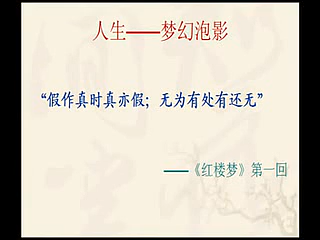 人生——梦幻泡影
“假作真时真亦假；无为有处有还无”
——《红楼梦》第一回